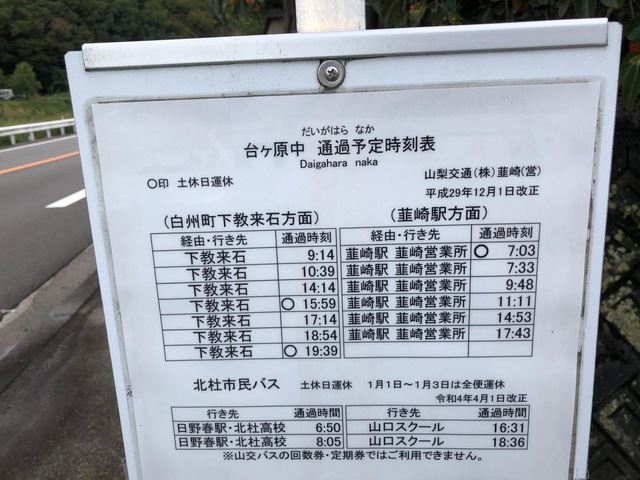 だいがはら なか
台ヶ原中 通過予定時刻表
Daigahara naka
〇印 土休日運休
山梨交通(株)韮崎(営)
平成29年12月1日改正
(白州町下教来石方面)
経由・行き先 通過時刻
下教来石 9:14
下教来石 10:39
下教来石 14:14
下教来石 〇 15:59
下教来石 17:14
下教来石 18:54
下教来石 〇 19:39
(韮崎駅方面)
経由・行き先 通過時刻
韮崎駅 韮崎営業所 〇 7:03
韮崎駅 韮崎営業所 7:33
韮崎駅 韮崎営業所 9:48
韮崎駅 韮崎営業所 11:11
韮崎駅 韮崎営業所 14:53
韮崎駅 韮崎営業所 17:43
北杜市民バス 土休日運休 1月1日~1月3日は全便運休
令和4年4月1日改正
行き先 通過時間
日野春駅・北杜高校 6:50
日野春駅・北杜高校 8:05
行き先 通過時間
山口スクール 16:31
山口スクール 18:36
※山交バスの回数券・定期券ではご利用できません。